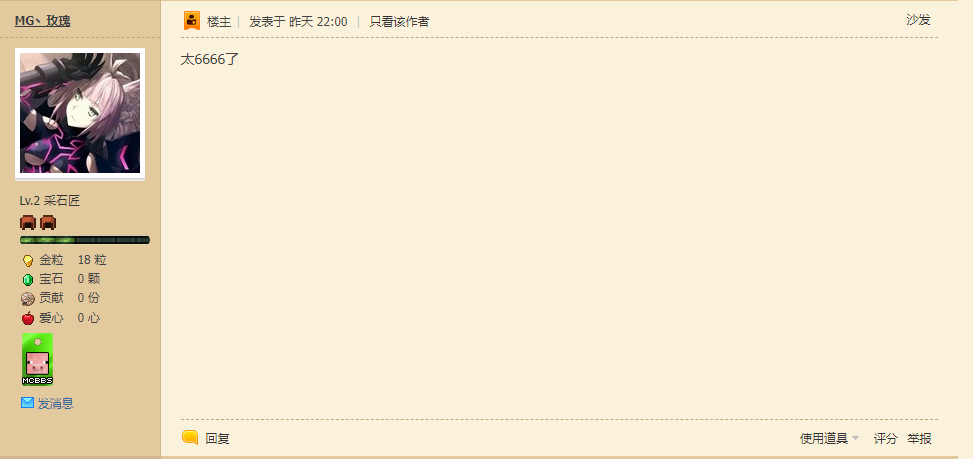 MG丶玫瑰
楼主 | 发表于 昨天 22:00 | 只看该作者
沙发
太6666了
Lv.2 采石匠
金粒 18 粒
宝石 0 颗
贡献 0 份
爱心 0 心
MCBBS
发消息
回复
使用道具 评分 举报